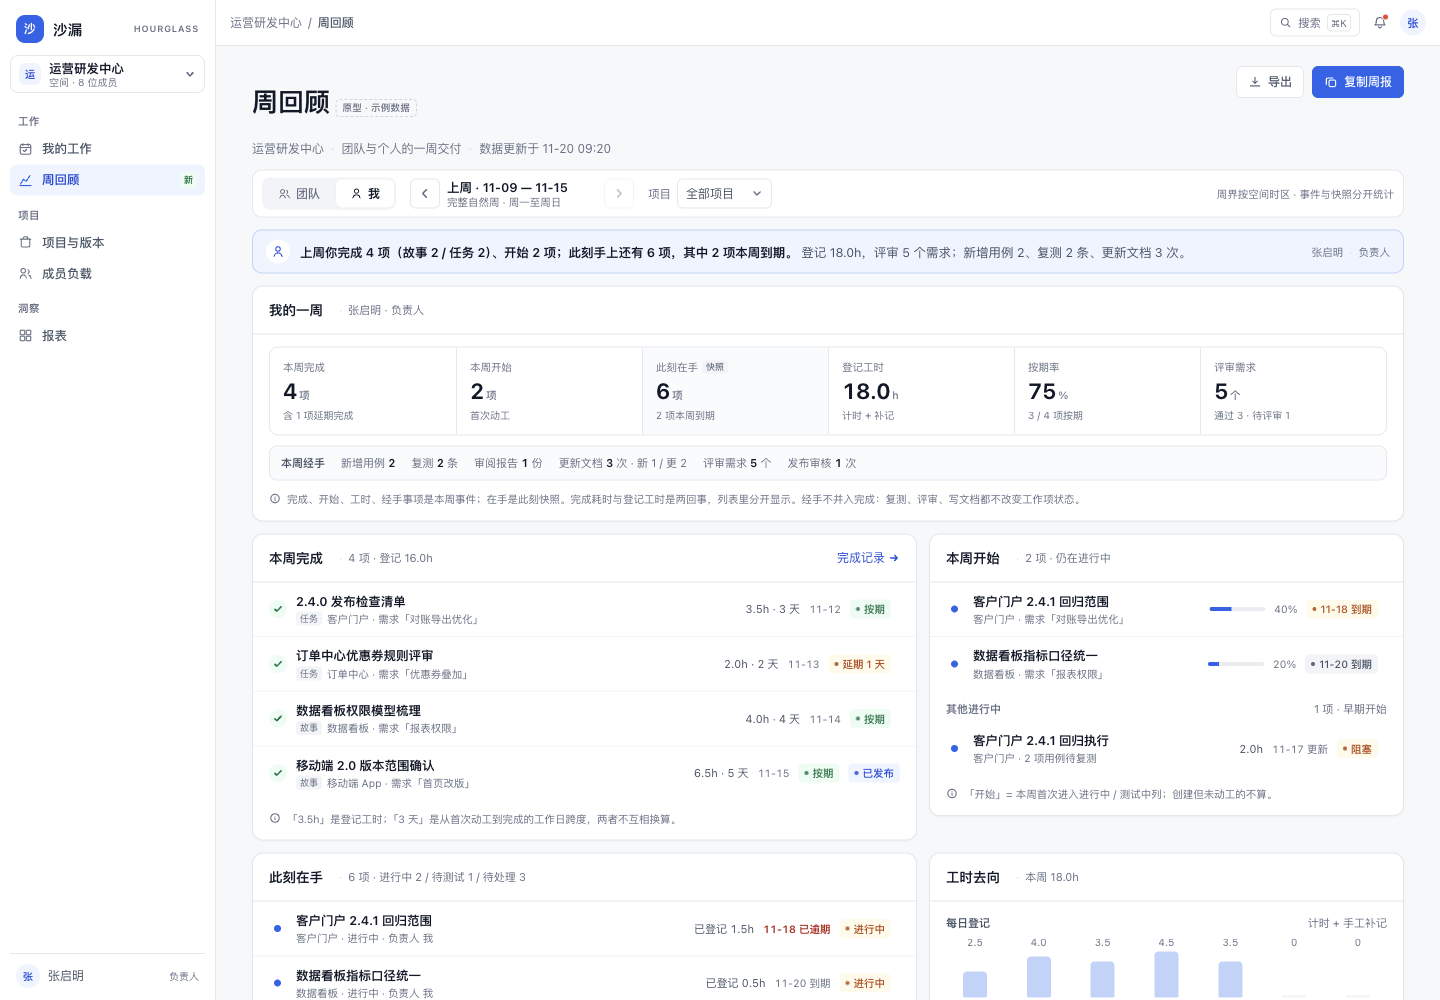 沙 沙漏 HOURGLASS
运 运营研发中心
空间 · 8 位成员
工作
我的工作
周回顾 新
项目
项目与版本
成员负载
洞察
报表
张 张启明 负责人
运营研发中心 / 周回顾
搜索 ⌘K 张
周回顾 原型 · 示例数据
导出 复制周报
运营研发中心 · 团队与个人的一周交付 · 数据更新于 11-20 09:20
团队 我
上周 · 11-09 — 11-15
完整自然周 · 周一至周日
项目 全部项目
周界按空间时区 · 事件与快照分开统计
上周你完成 4 项（故事 2 / 任务 2）、开始 2 项；此刻手上还有 6 项，其中 2 项本周到期。 登记 18.0h，评审 5 个需求；新增用例 2、复测 2 条、更新文档 3 次。 张启明 · 负责人
我的一周 · 张启明 · 负责人
本周完成
4 项
含 1 项延期完成
本周开始
2 项
首次动工
此刻在手 快照
6 项
2 项本周到期
登记工时
18.0 h
计时 + 补记
按期率
75 %
3 / 4 项按期
评审需求
5 个
通过 3 · 待评审 1
本周经手 新增用例 2 复测 2 条 审阅报告 1 份 更新文档 3 次 · 新 1 / 更 2 评审需求 5 个 发布审核 1 次
完成、开始、工时、经手事项是本周事件；在手是此刻快照。完成耗时与登记工时是两回事，列表里分开显示。经手不并入完成：复测、评审、写文档都不改变工作项状态。
本周完成 · 4 项 · 登记 16.0h 完成记录 →
2.4.0 发布检查清单
任务 客户门户 · 需求「对账导出优化」
3.5h · 3 天 11-12 按期
订单中心优惠券规则评审
任务 订单中心 · 需求「优惠券叠加」
2.0h · 2 天 11-13 延期 1 天
数据看板权限模型梳理
故事 数据看板 · 需求「报表权限」
4.0h · 4 天 11-14 按期
移动端 2.0 版本范围确认
故事 移动端 App · 需求「首页改版」
6.5h · 5 天 11-15 按期 已发布
「3.5h」是登记工时；「3 天」是从首次动工到完成的工作日跨度，两者不互相换算。
本周开始 · 2 项 · 仍在进行中
客户门户 2.4.1 回归范围
客户门户 · 需求「对账导出优化」
40% 11-18 到期
数据看板指标口径统一
数据看板 · 需求「报表权限」
20% 11-20 到期
其他进行中 1 项 · 早期开始
客户门户 2.4.1 回归执行
客户门户 · 2 项用例待复测
2.0h 11-17 更新 阻塞
「开始」= 本周首次进入进行中 / 测试中列；创建但未动工的不算。
此刻在手 · 6 项 · 进行中 2 / 待测试 1 / 待处理 3
客户门户 2.4.1 回归范围
客户门户 · 进行中 · 负责人 我
已登记 1.5h 11-18 已逾期 进行中
数据看板指标口径统一
数据看板 · 进行中 · 负责人 我
已登记 0.5h 11-20 到期 进行中
工时去向 · 本周 18.0h
每日登记 计时 + 手工补记
2.5 4.0 3.5 4.5 3.5 0 0